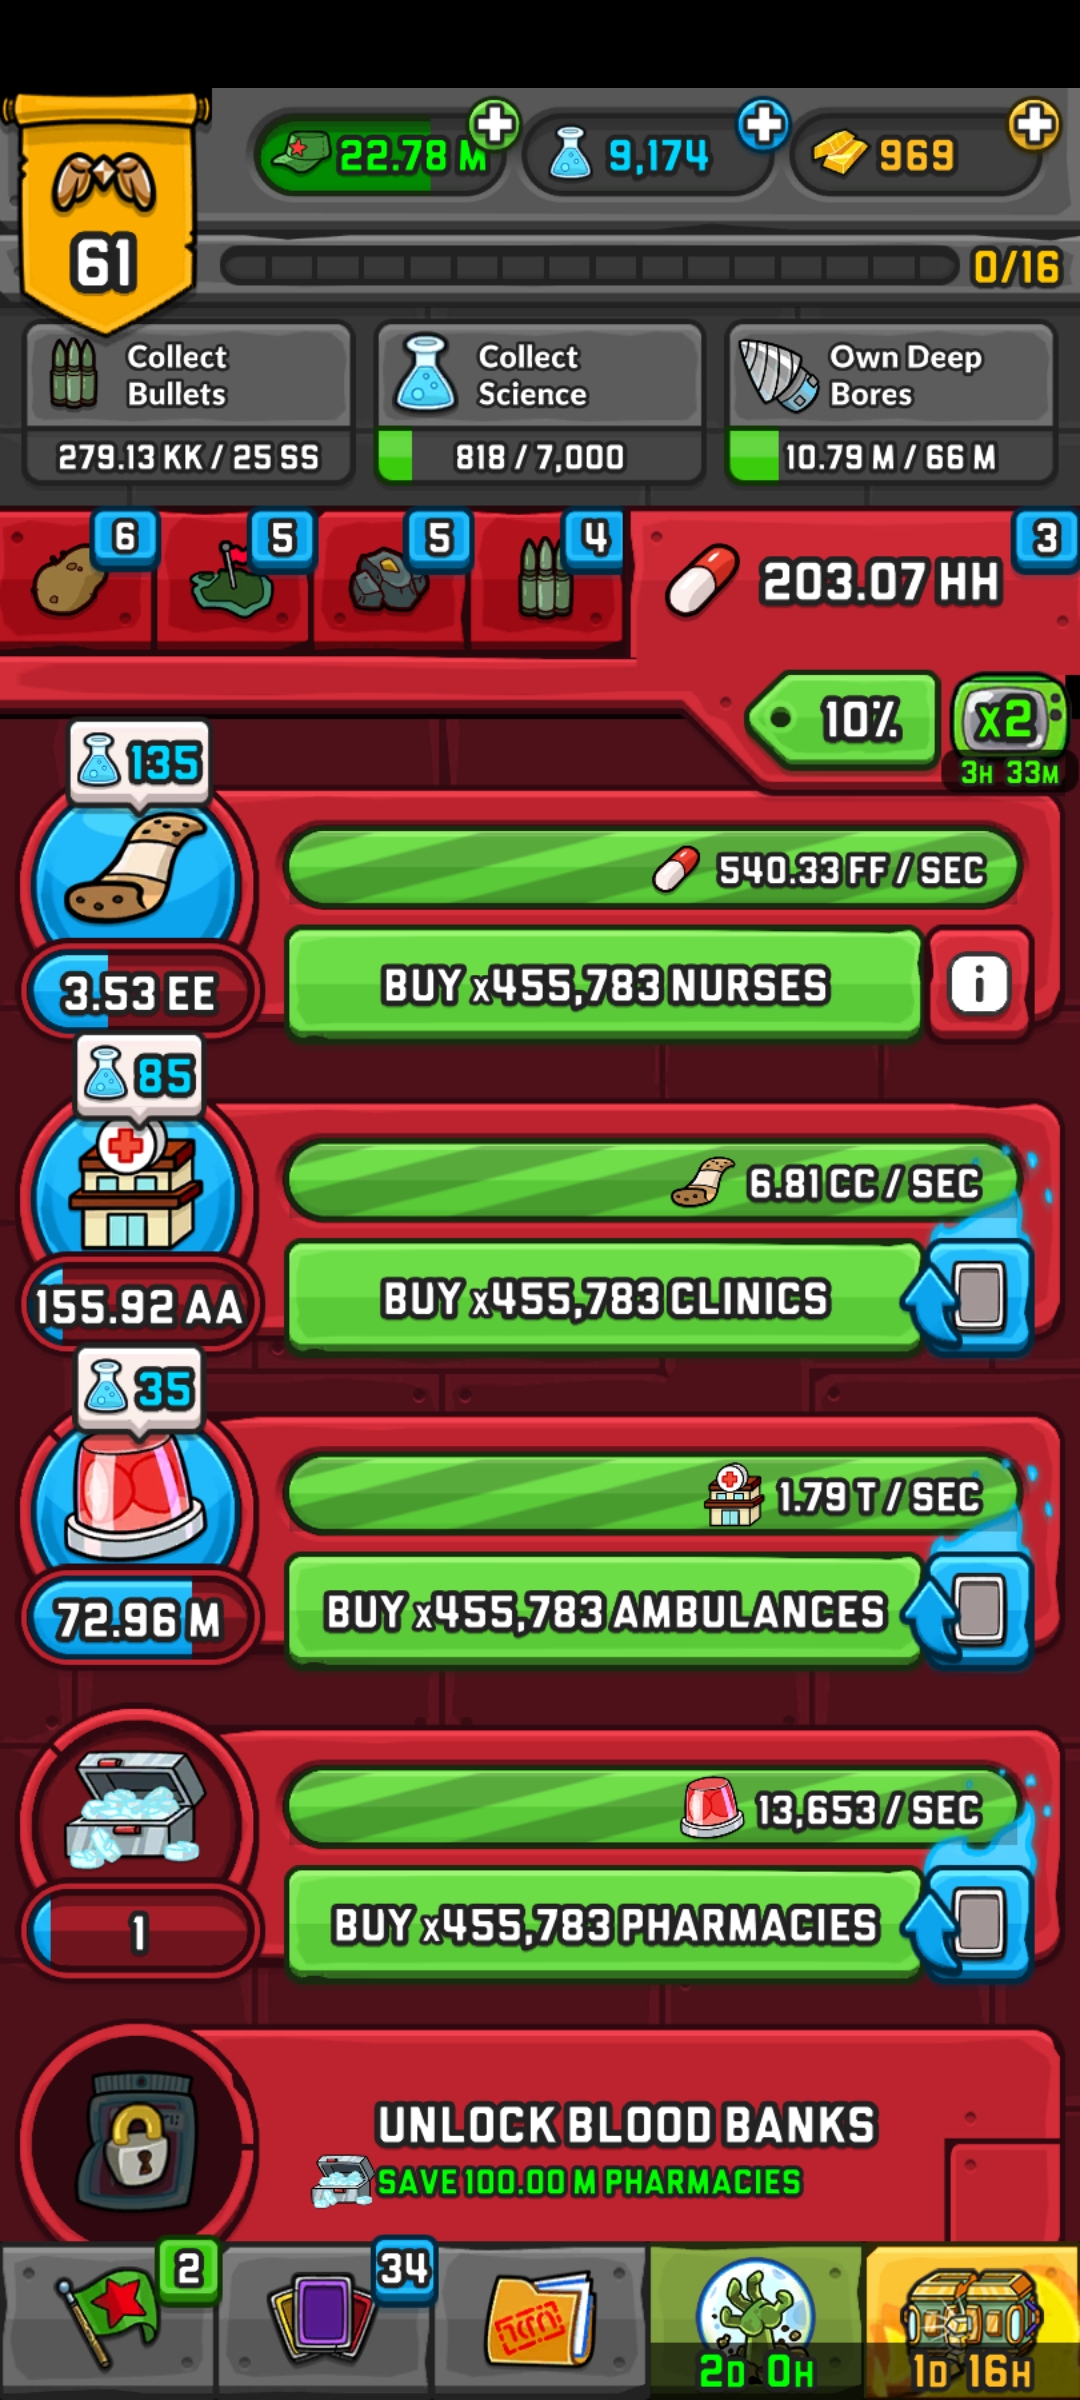 22.78 M
9,174
969
61
0/16
Collect
Bullets
279.13 KK / 25 SS
Collect
Science
818 / 7,000
Own Deep
Bores
10.79 M / 66 M
6
5
5
4
203.07 HH
3
10%
x2
3H 33M
135
540.33 FF / SEC
3.53 EE
BUY x455,783 NURSES
i
85
6.81 CC / SEC
155.92 AA
BUY x455,783 CLINICS
35
1.79 T / SEC
72.96 M
BUY x455,783 AMBULANCES
13,653 / SEC
1
BUY x455,783 PHARMACIES
UNLOCK BLOOD BANKS
SAVE 100.00 M PHARMACIES
2
34
2D 0H
1D 16H